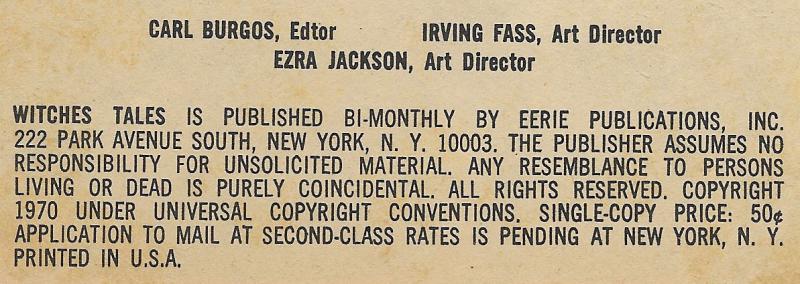 CARL BURGOS, Edtor IRVING FASS, Art Director
EZRA JACKSON, Art Director
WITCHES TALES IS PUBLISHED BI-MONTHLY BY EERIE PUBLICATIONS, INC.
222 PARK AVENUE SOUTH, NEW YORK, N. Y. 10003. THE PUBLISHER ASSUMES NO
RESPONSIBILITY FOR UNSOLICITED MATERIAL. ANY RESEMBLANCE TO PERSONS
LIVING OR DEAD IS PURELY COINCIDENTAL. ALL RIGHTS RESERVED. COPYRIGHT
1970 UNDER UNIVERSAL COPYRIGHT CONVENTIONS. SINGLE-COPY PRICE: 50¢
APPLICATION TO MAIL AT SECOND-CLASS RATES IS PENDING AT NEW YORK, N. Y.
PRINTED IN U.S.A.